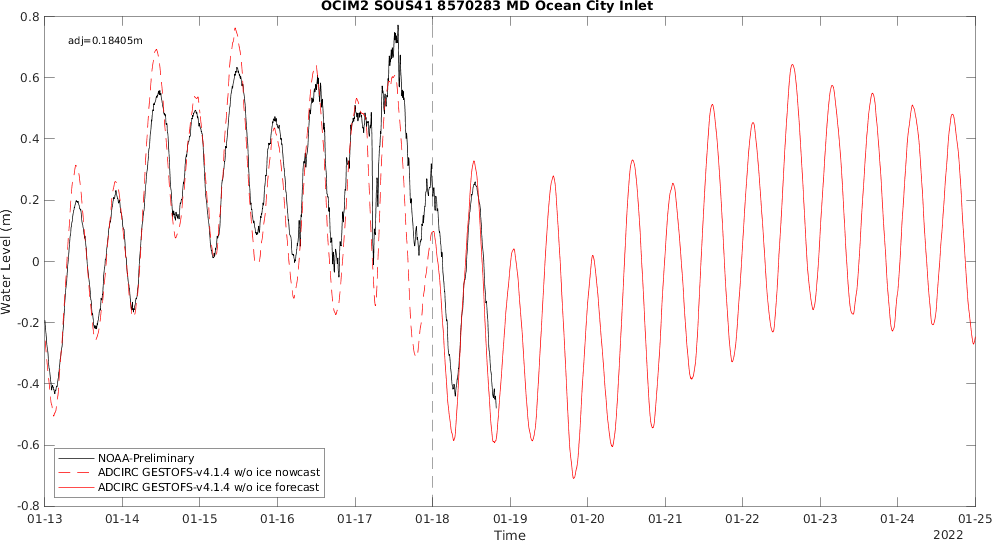 OCIM2 SOUS41 8570283 MD Ocean City Inlet
adj=0.18405m
0.8
0.6
0.4
0.2
0
-0.2
-0.4
-0.6
-0.8
Water Level (m)
NOAA-Preliminary
ADCIRC GESTOFS-v4.1.4 w/o ice nowcast
ADCIRC GESTOFS-v4.1.4 w/o ice forecast
01-13 01-14 01-15 01-16 01-17 01-18 01-19 01-20 01-21 01-22 01-23 01-24 01-25
Time
2022